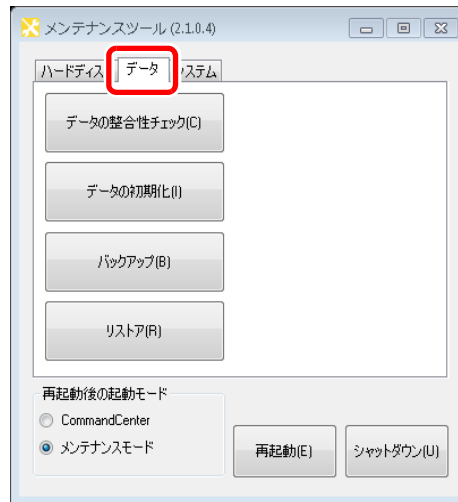 メンテナンスツール (2.1.0.4)
ハードディス データ ステム
データの整合性チェック(C)
データの初期化(I)
バックアップ(B)
リストア(R)
再起動後の起動モード
CommandCenter
メンテナンスモード
再起動(E) シャットダウン(U)